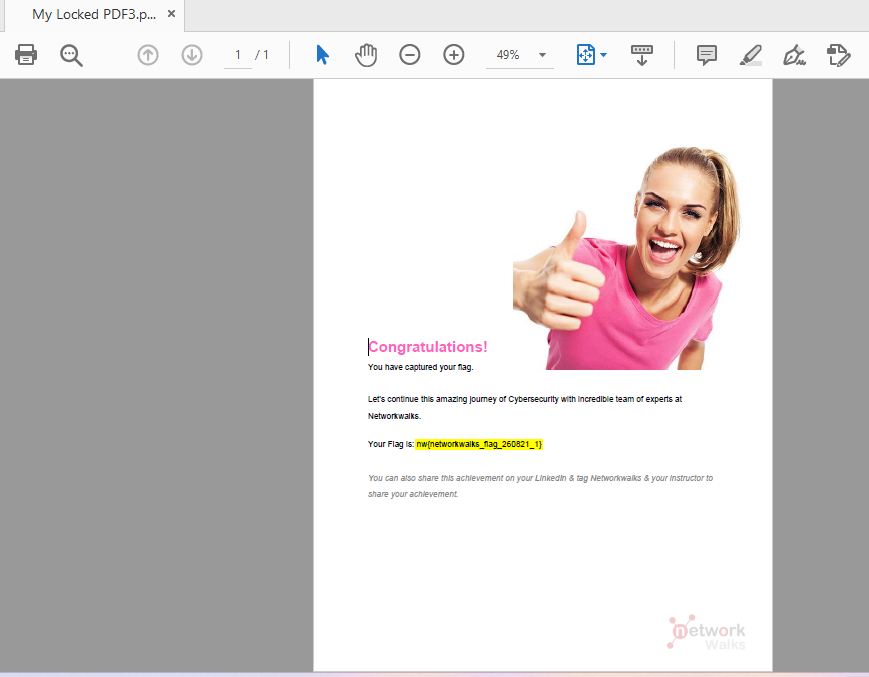 My Locked PDF3.p...
1 / 1
49%
Congratulations!
You have captured your flag.
Let's continue this amazing journey of Cybersecurity with incredible team of experts at
Networkwalks.
Your Flag is: nw{networkwalks_flag_260821_1}
You can also share this achievement on your LinkedIn & tag Networkwalks & your instructor to
share your achievement.
network
Walks